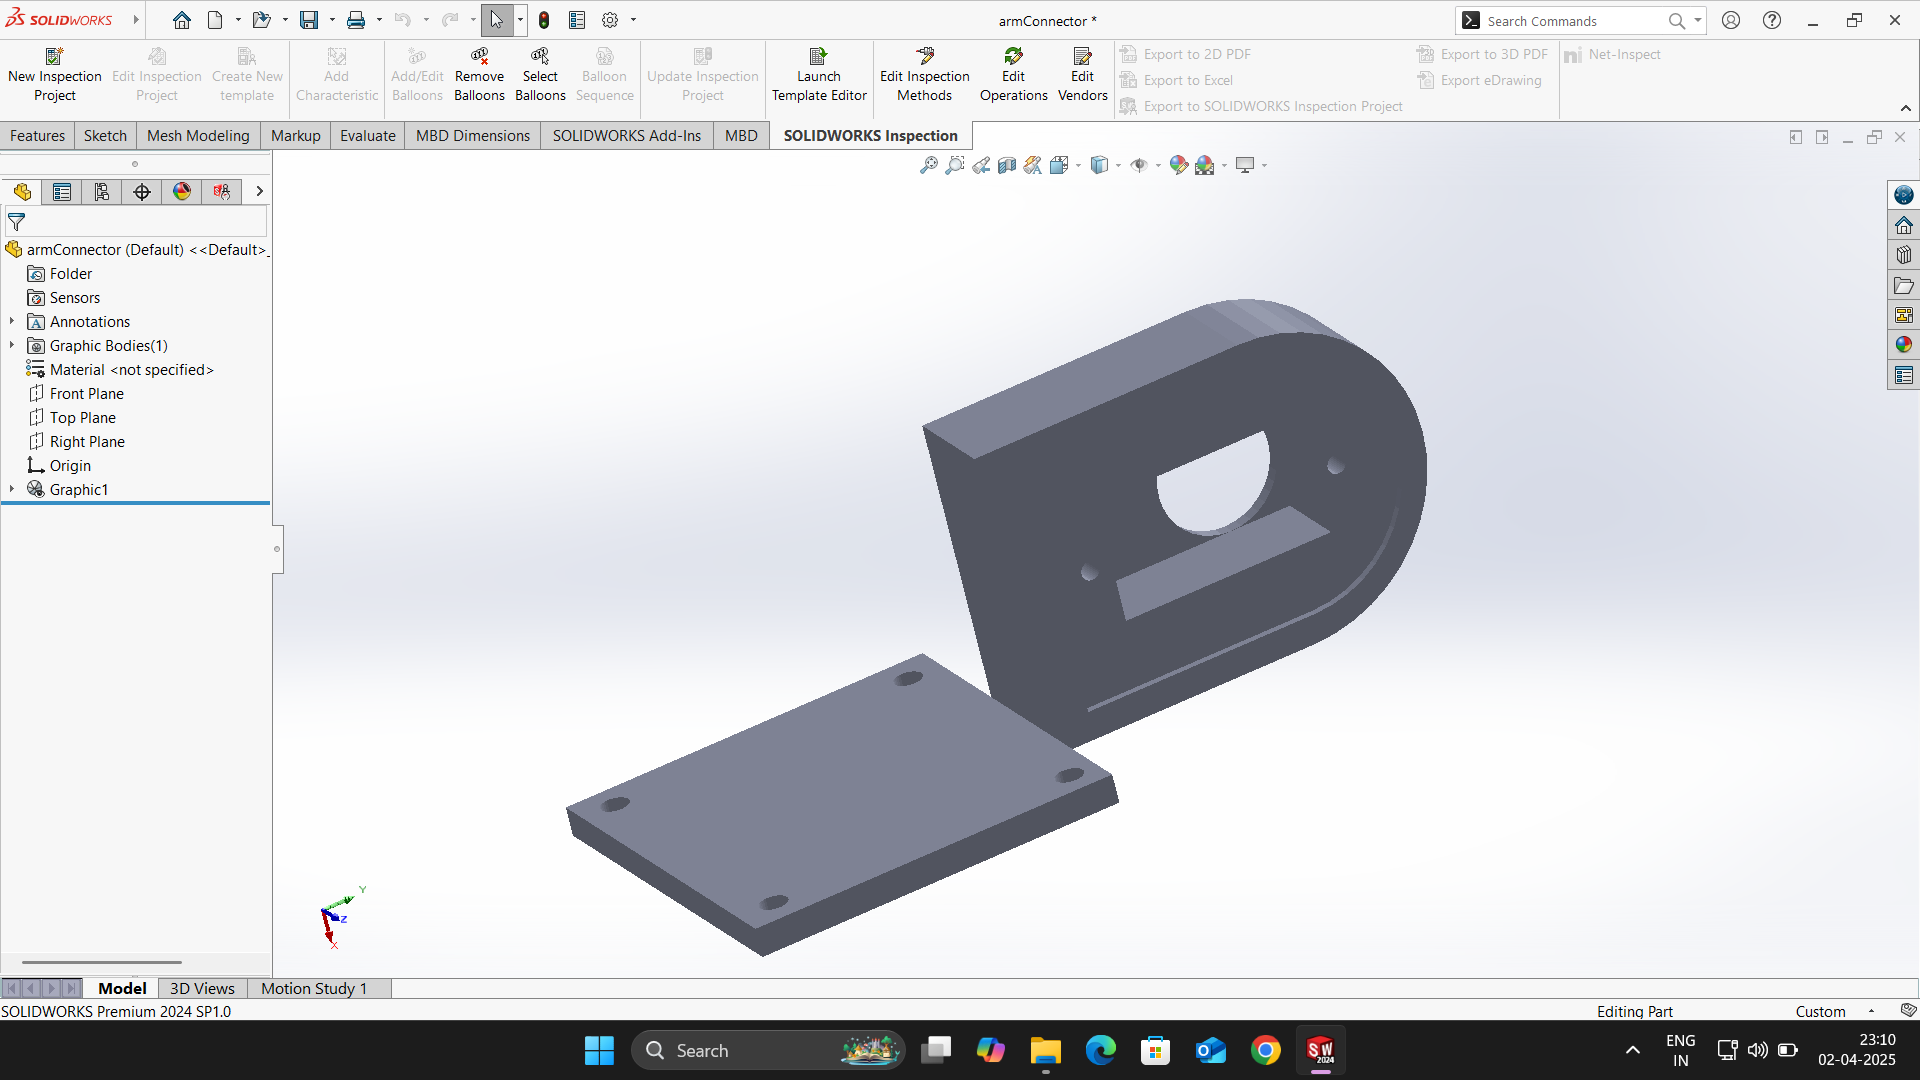 SOLIDWORKS
armConnector *
Search Commands
New Inspection Project
Edit Inspection Project
Create New template
Add Characteristic
Add/Edit Balloons
Remove Balloons
Select Balloons
Balloon Sequence
Update Inspection Project
Launch Template Editor
Edit Inspection Methods
Edit Operations
Edit Vendors
Export to 2D PDF
Export to Excel
Export to SOLIDWORKS Inspection Project
Export to 3D PDF
Export eDrawing
Net-Inspect
Features
Sketch
Mesh Modeling
Markup
Evaluate
MBD Dimensions
SOLIDWORKS Add-Ins
MBD
SOLIDWORKS Inspection
armConnector (Default) <<Default>_
Folder
Sensors
Annotations
Graphic Bodies(1)
Material <not specified>
Front Plane
Top Plane
Right Plane
Origin
Graphic1
Y
Z
X
Model
3D Views
Motion Study 1
SOLIDWORKS Premium 2024 SP1.0
Editing Part
Custom
Search
SW
2024
ENG
IN
23:10
02-04-2025